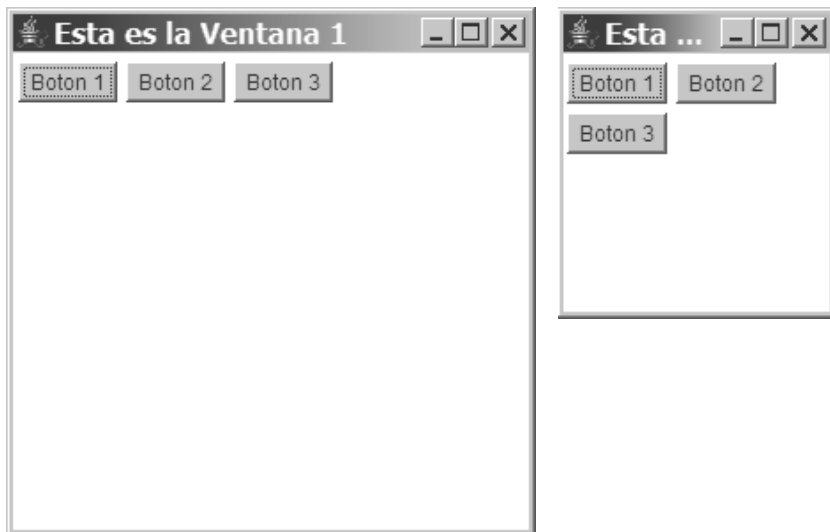 Esta es la Ventana 1
Boton 1 Boton 2 Boton 3
Esta ...
Boton 1 Boton 2
Boton 3